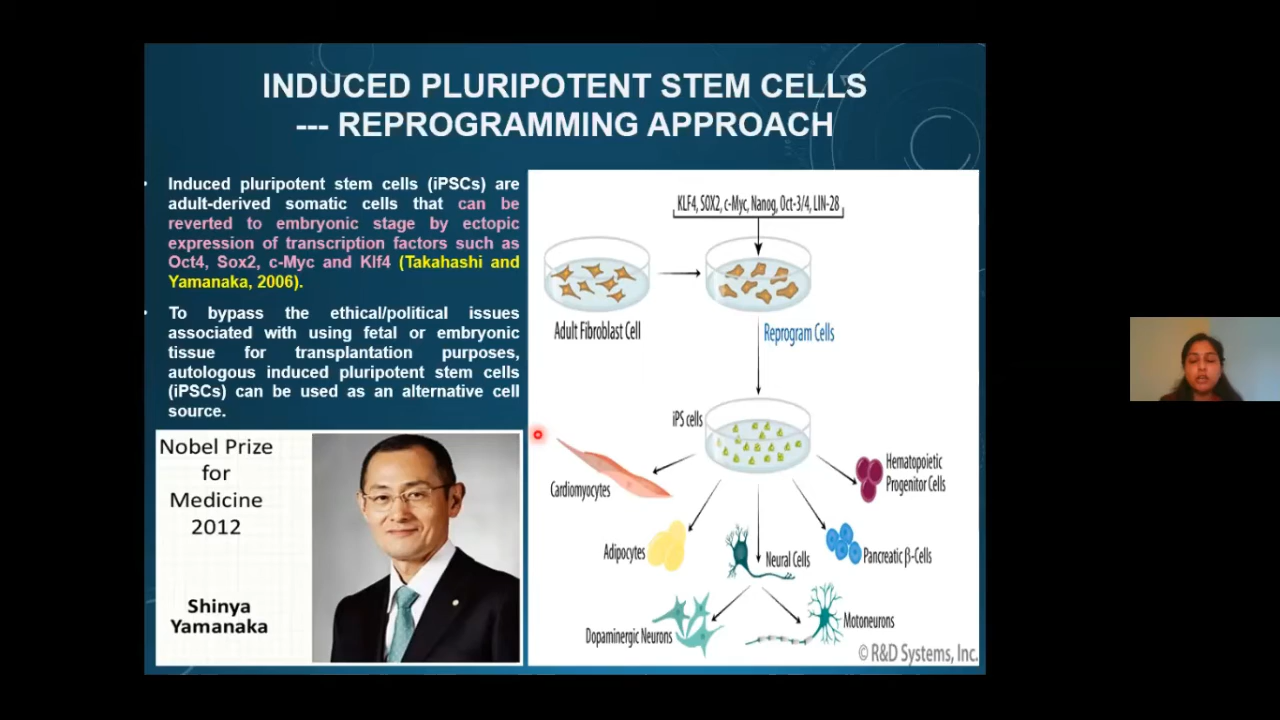 INDUCED PLURIPOTENT STEM CELLS
--- REPROGRAMMING APPROACH
• Induced pluripotent stem cells (iPSCs) are
adult-derived somatic cells that can be
reverted to embryonic stage by ectopic
expression of transcription factors such as
Oct4, Sox2, c-Myc and Klf4 (Takahashi and
Yamanaka, 2006).
• To bypass the ethical/political issues
associated with using fetal or embryonic
tissue for transplantation purposes,
autologous induced pluripotent stem cells
(iPSCs) can be used as an alternative cell
source.
Nobel Prize
for
Medicine
2012
Shinya
Yamanaka
KLF4, SOX2, c-Myc, Nanog, Oct-3/4, LIN-28
Adult Fibroblast Cell
Reprogram Cells
iPS cells
Cardiomyocytes
Hematopoietic
Progenitor Cells
Adipocytes
Neural Cells
Pancreatic β-Cells
Dopaminergic Neurons
Motoneurons
© R&D Systems, Inc.